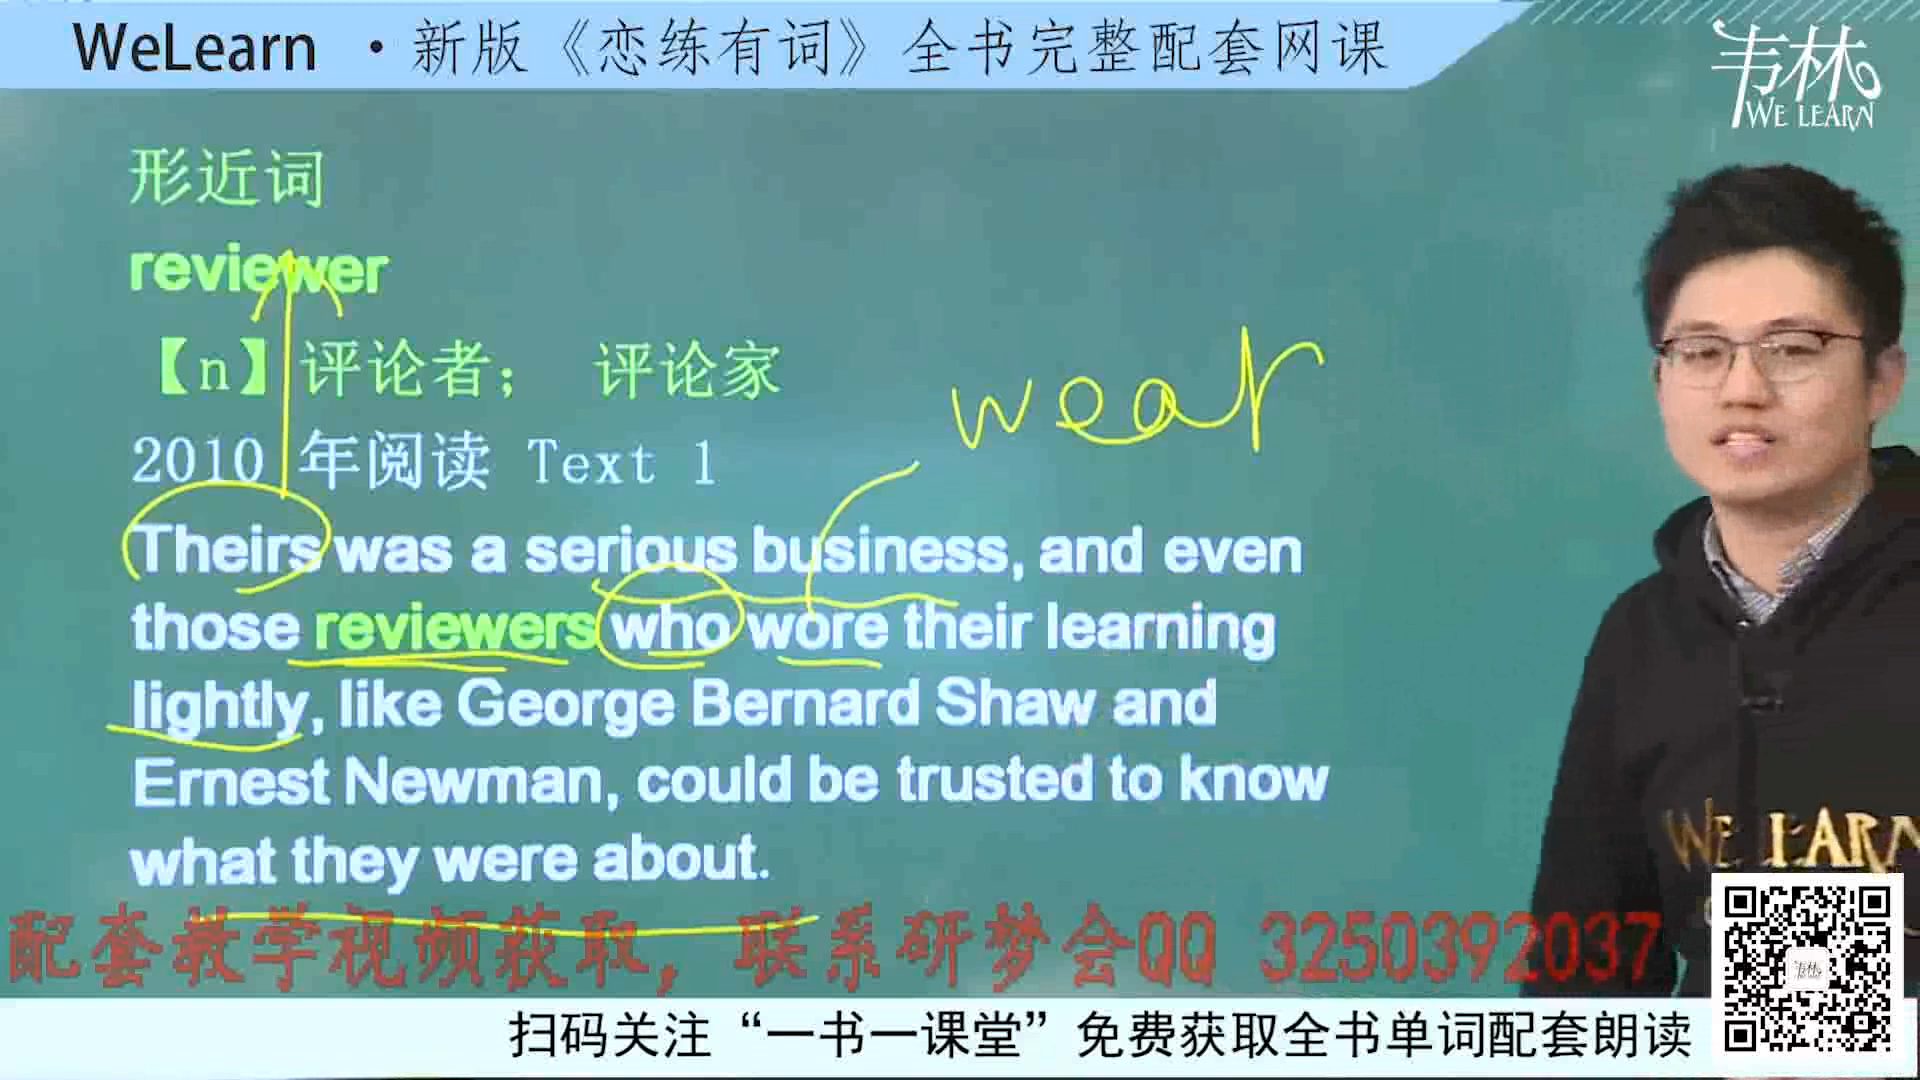 WeLearn ·新版《恋练有词》全书完整配套网课
韦林
WE LEARN
形近词
reviewer
【n】评论者； 评论家
wear
2010 年阅读 Text 1
Theirs was a serious business, and even
those reviewers who wore their learning
lightly, like George Bernard Shaw and
Ernest Newman, could be trusted to know
what they were about.
WE LEARN
配套教学视频获取，联系研梦会QQ 3250392037
韦林
扫码关注“一书一课堂”免费获取全书单词配套朗读